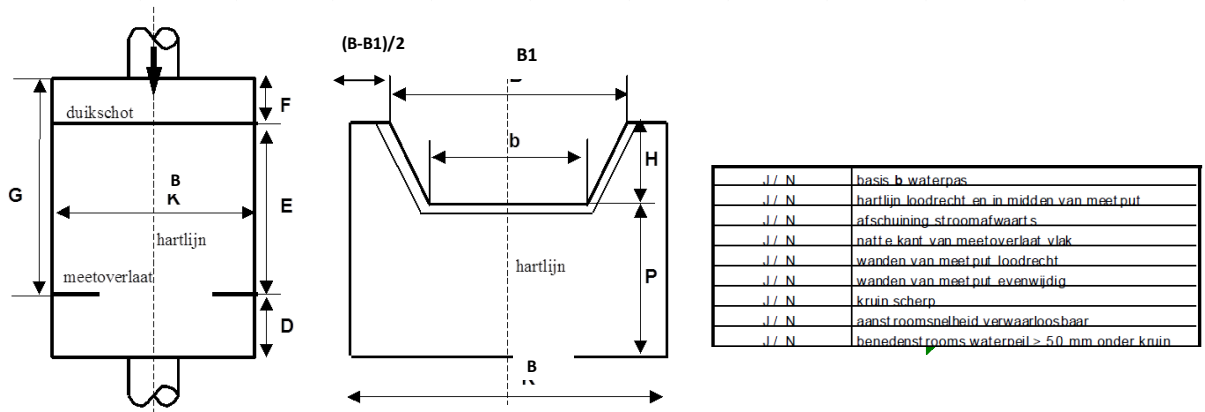 duikschot
F
G
B
K
E
hartlijn
meetoverlaat
D
(B-B1)/2
B1
b
H
hartlijn
P
B
J / N basis b waterpas
J / N hartlijn loodrecht en in midden van meetput
J / N afschuining stroomafwaarts
J / N natte kant van meetoverlaat vlak
J / N wanden van meetput loodrecht
J / N wanden van meetput evenwijdig
J / N kruin scherp
J / N aanstroomsnelheid verwaarloosbaar
J / N benedenstrooms waterpeil > 50 mm onder kruin